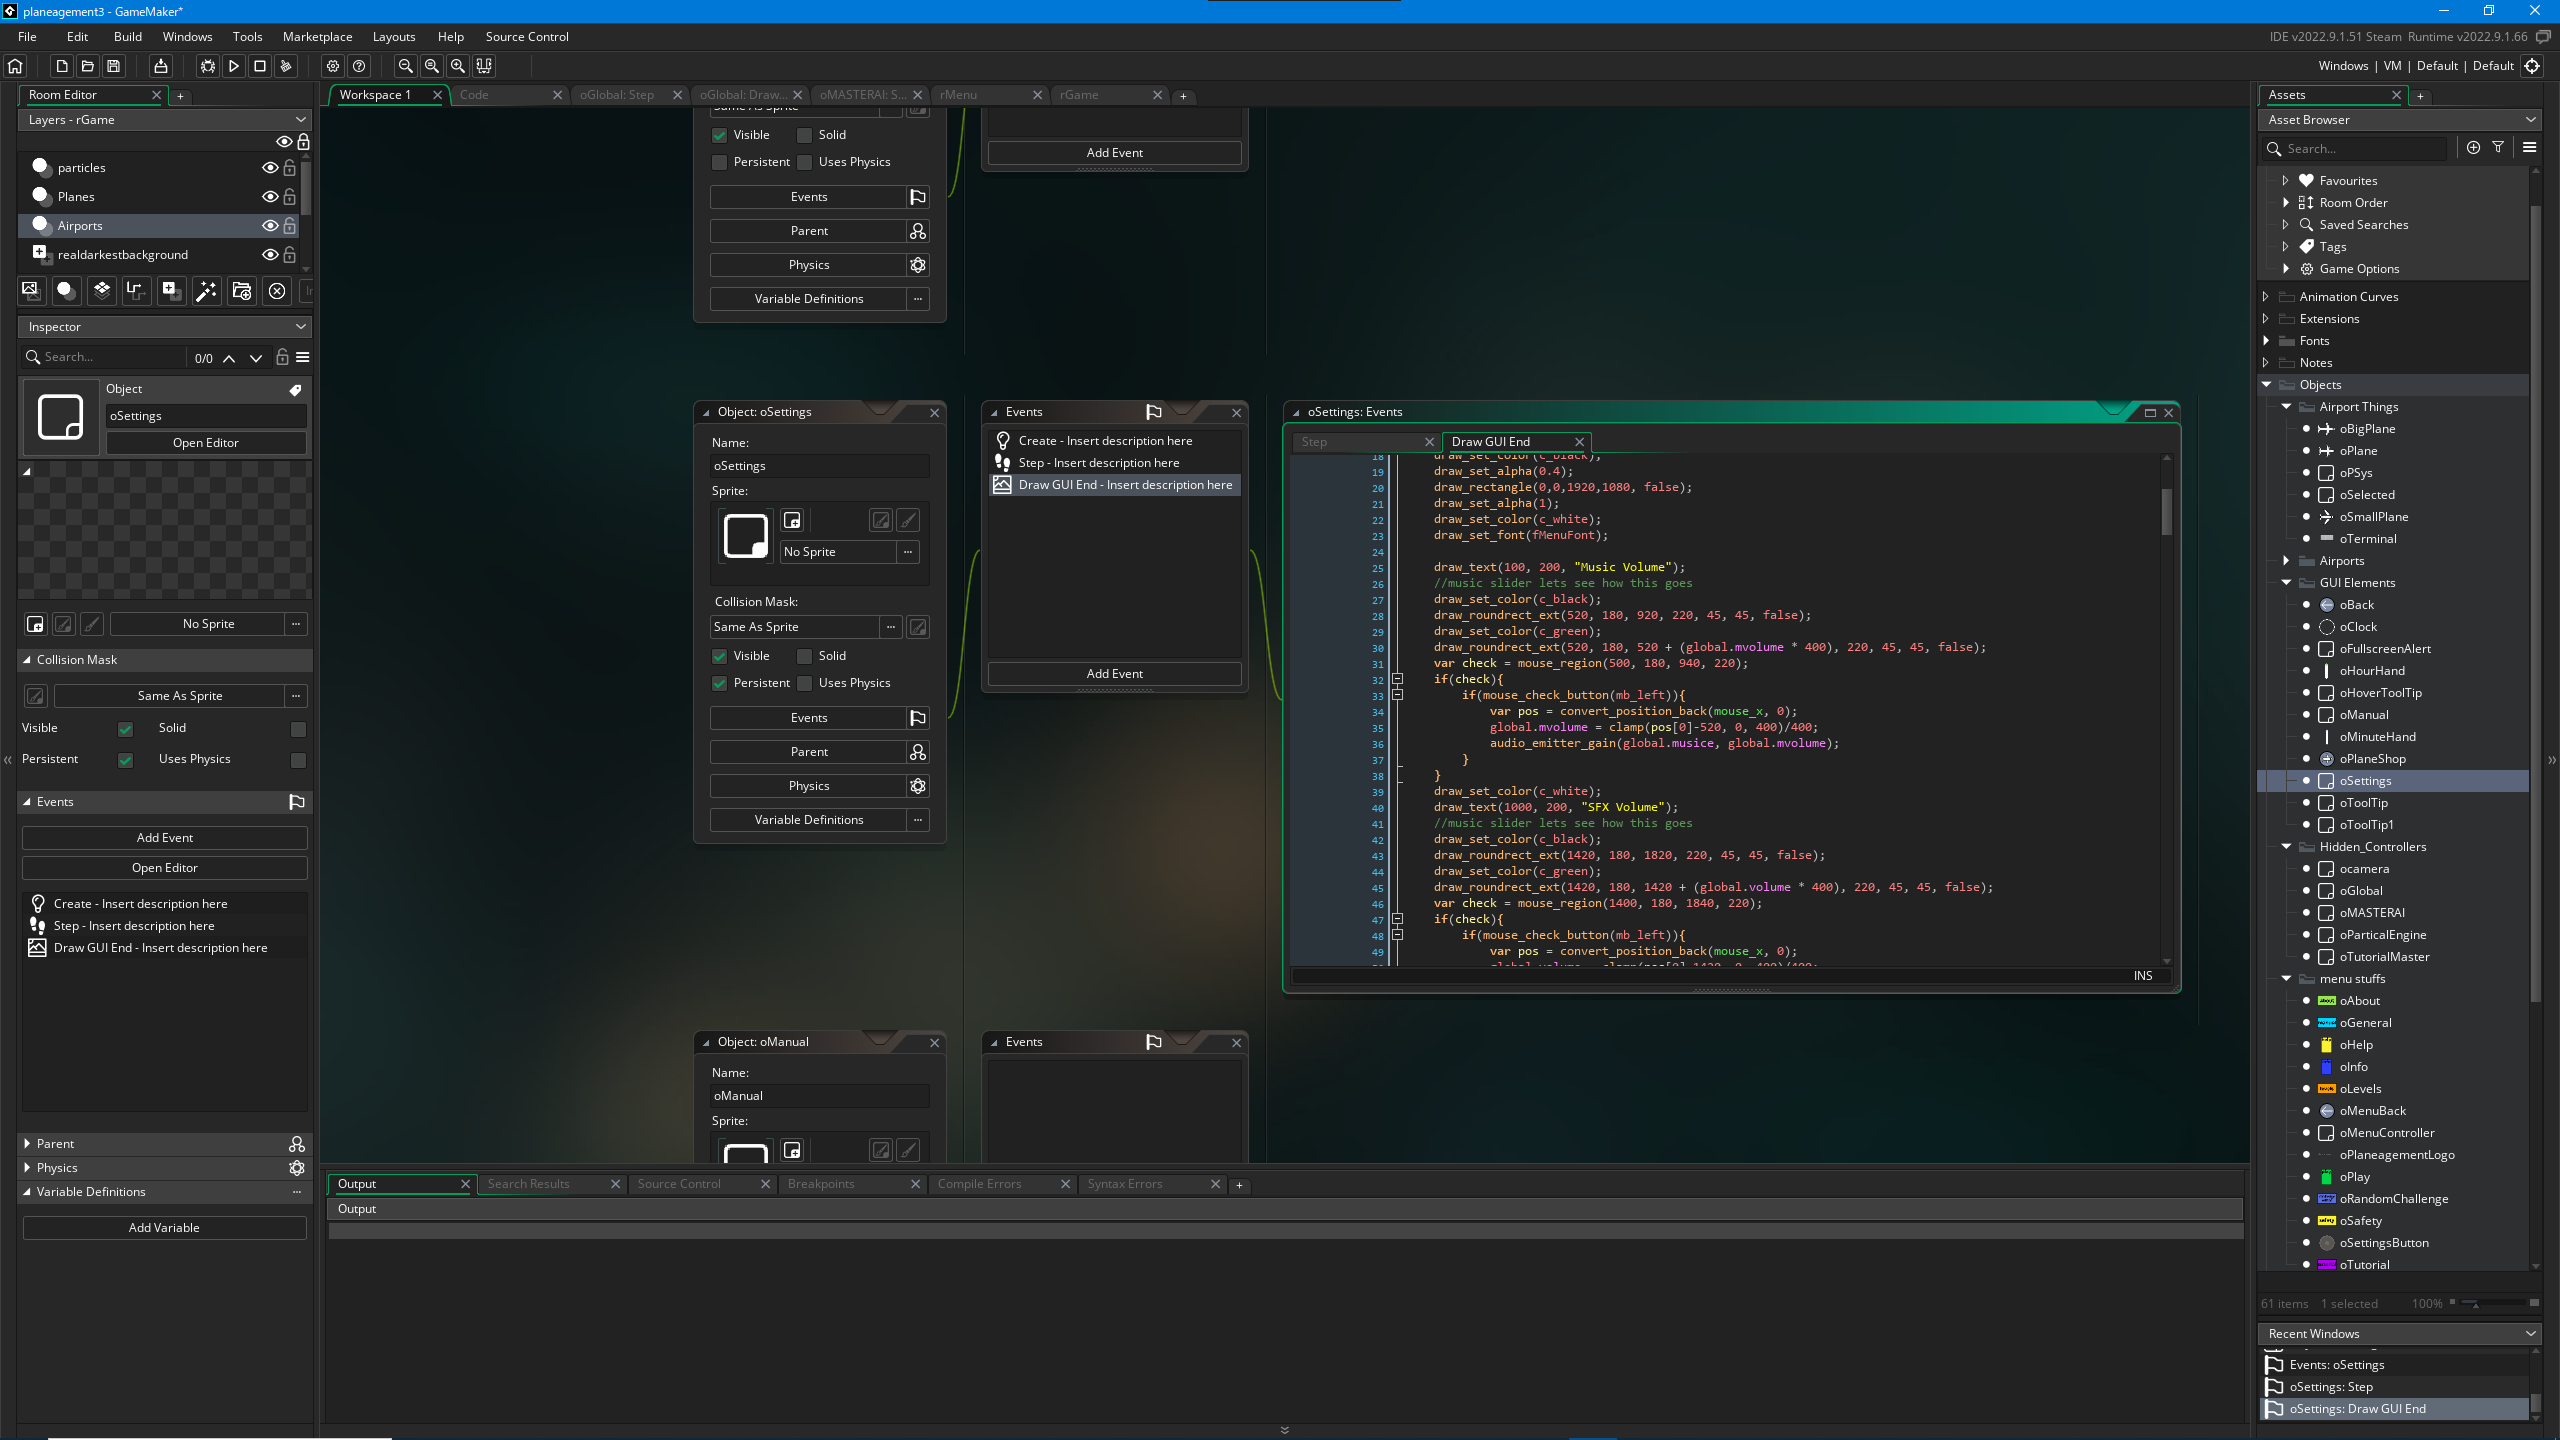 planeagement3 - GameMaker*
File Edit Build Windows Tools Marketplace Layouts Help Source Control
IDE v2022.9.1.51 Steam Runtime v2022.9.1.66
Windows | VM | Default | Default
Room Editor
Layers - rGame
particles
Planes
Airports
realdarkestbackground
Inspector
Search...
0/0
Object
oSettings
Open Editor
No Sprite
Collision Mask
Same As Sprite
Visible Solid
Persistent Uses Physics
Events
Add Event
Open Editor
Create - Insert description here
Step - Insert description here
Draw GUI End - Insert description here
Parent
Physics
Variable Definitions
Add Variable
Workspace 1 Code oGlobal: Step oGlobal: Draw... oMASTERAI: S... rMenu rGame
Same As Sprite
Visible Solid
Persistent Uses Physics
Events
Parent
Physics
Variable Definitions
Add Event
Object: oSettings
Name:
oSettings
Sprite:
No Sprite
Collision Mask:
Same As Sprite
Visible Solid
Persistent Uses Physics
Events
Parent
Physics
Variable Definitions
Events
Create - Insert description here
Step - Insert description here
Draw GUI End - Insert description here
Add Event
oSettings: Events
Step Draw GUI End
18 draw_set_color(c_black);
19 draw_set_alpha(0.4);
20 draw_rectangle(0,0,1920,1080, false);
21 draw_set_alpha(1);
22 draw_set_color(c_white);
23 draw_set_font(fMenuFont);
24
25 draw_text(100, 200, "Music Volume");
26 //music slider lets see how this goes
27 draw_set_color(c_black);
28 draw_roundrect_ext(520, 180, 920, 220, 45, 45, false);
29 draw_set_color(c_green);
30 draw_roundrect_ext(520, 180, 520 + (global.mvolume * 400), 220, 45, 45, false);
31 var check = mouse_region(500, 180, 940, 220);
32 if(check){
33 if(mouse_check_button(mb_left)){
34 var pos = convert_position_back(mouse_x, 0);
35 global.mvolume = clamp(pos[0]-520, 0, 400)/400;
36 audio_emitter_gain(global.musice, global.mvolume);
37 }
38 }
39 draw_set_color(c_white);
40 draw_text(1000, 200, "SFX Volume");
41 //music slider lets see how this goes
42 draw_set_color(c_black);
43 draw_roundrect_ext(1420, 180, 1820, 220, 45, 45, false);
44 draw_set_color(c_green);
45 draw_roundrect_ext(1420, 180, 1420 + (global.volume * 400), 220, 45, 45, false);
46 var check = mouse_region(1400, 180, 1840, 220);
47 if(check){
48 if(mouse_check_button(mb_left)){
49 var pos = convert_position_back(mouse_x, 0);
INS
Object: oManual
Name:
oManual
Sprite:
Events
Output Search Results Source Control Breakpoints Compile Errors Syntax Errors
Output
Assets
Asset Browser
Search...
Favourites
Room Order
Saved Searches
Tags
Game Options
Animation Curves
Extensions
Fonts
Notes
Objects
Airport Things
oBigPlane
oPlane
oPSys
oSelected
oSmallPlane
oTerminal
Airports
GUI Elements
oBack
oClock
oFullscreenAlert
oHourHand
oHoverToolTip
oManual
oMinuteHand
oPlaneShop
oSettings
oToolTip
oToolTip1
Hidden_Controllers
ocamera
oGlobal
oMASTERAI
oParticalEngine
oTutorialMaster
menu stuffs
oAbout
oGeneral
oHelp
oInfo
oLevels
oMenuBack
oMenuController
oPlaneagementLogo
oPlay
oRandomChallenge
oSafety
oSettingsButton
oTutorial
61 items 1 selected 100%
Recent Windows
Events: oSettings
oSettings: Step
oSettings: Draw GUI End